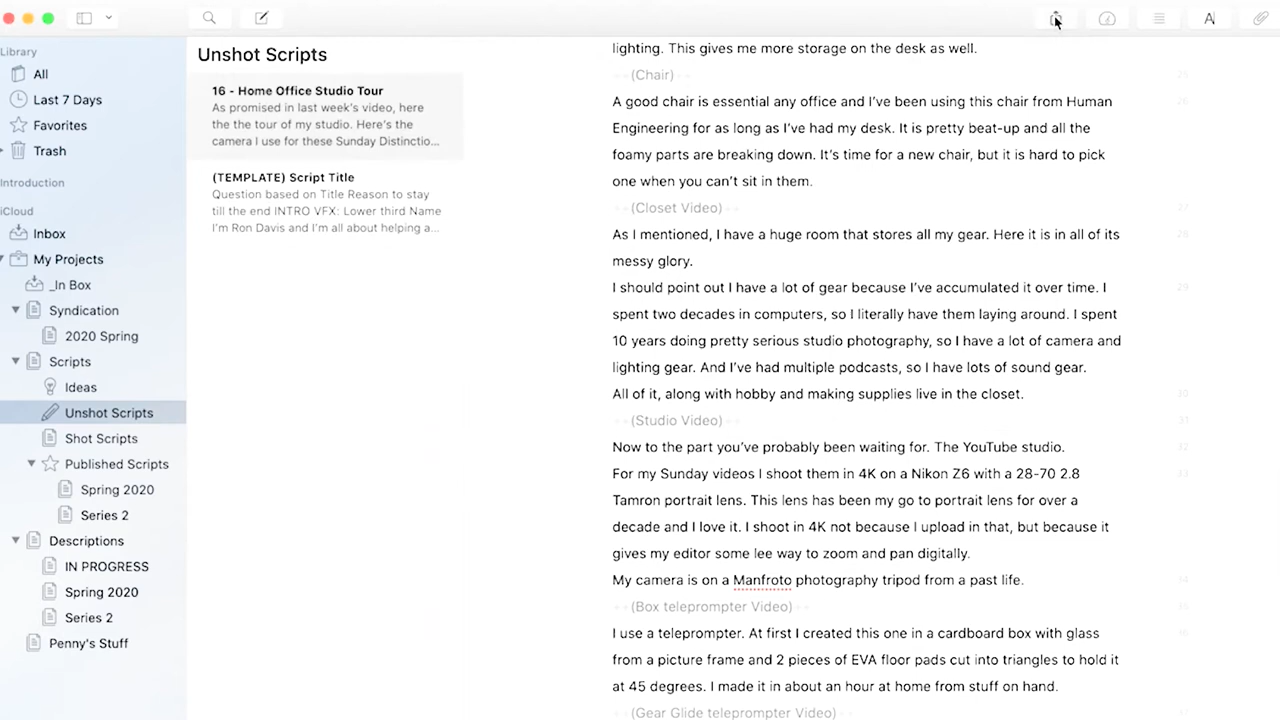 Library
All
Last 7 Days
Favorites
Trash
Introduction
iCloud
Inbox
My Projects
_In Box
Syndication
2020 Spring
Scripts
Ideas
Unshot Scripts
Shot Scripts
Published Scripts
Spring 2020
Series 2
Descriptions
IN PROGRESS
Spring 2020
Series 2
Penny's Stuff
Unshot Scripts
16 - Home Office Studio Tour
As promised in last week's video, here
the the tour of my studio. Here's the
camera I use for these Sunday Distinctio...
(TEMPLATE) Script Title
Question based on Title Reason to stay
till the end INTRO VFX: Lower third Name
I'm Ron Davis and I'm all about helping a...
lighting. This gives me more storage on the desk as well.
(Chair)
25
A good chair is essential any office and I've been using this chair from Human
26
Engineering for as long as I've had my desk. It is pretty beat-up and all the
foamy parts are breaking down. It's time for a new chair, but it is hard to pick
one when you can't sit in them.
(Closet Video)
27
As I mentioned, I have a huge room that stores all my gear. Here it is in all of its
28
messy glory.
I should point out I have a lot of gear because I've accumulated it over time. I
29
spent two decades in computers, so I literally have them laying around. I spent
10 years doing pretty serious studio photography, so I have a lot of camera and
lighting gear. And I've had multiple podcasts, so I have lots of sound gear.
All of it, along with hobby and making supplies live in the closet.
30
(Studio Video)
31
Now to the part you've probably been waiting for. The YouTube studio.
32
For my Sunday videos I shoot them in 4K on a Nikon Z6 with a 28-70 2.8
33
Tamron portrait lens. This lens has been my go to portrait lens for over a
decade and I love it. I shoot in 4K not because I upload in that, but because it
gives my editor some lee way to zoom and pan digitally.
My camera is on a Manfroto photography tripod from a past life.
(Box teleprompter Video)
I use a teleprompter. At first I created this one in a cardboard box with glass
from a picture frame and 2 pieces of EVA floor pads cut into triangles to hold it
at 45 degrees. I made it in about an hour at home from stuff on hand.
(Gear Glide teleprompter Video)